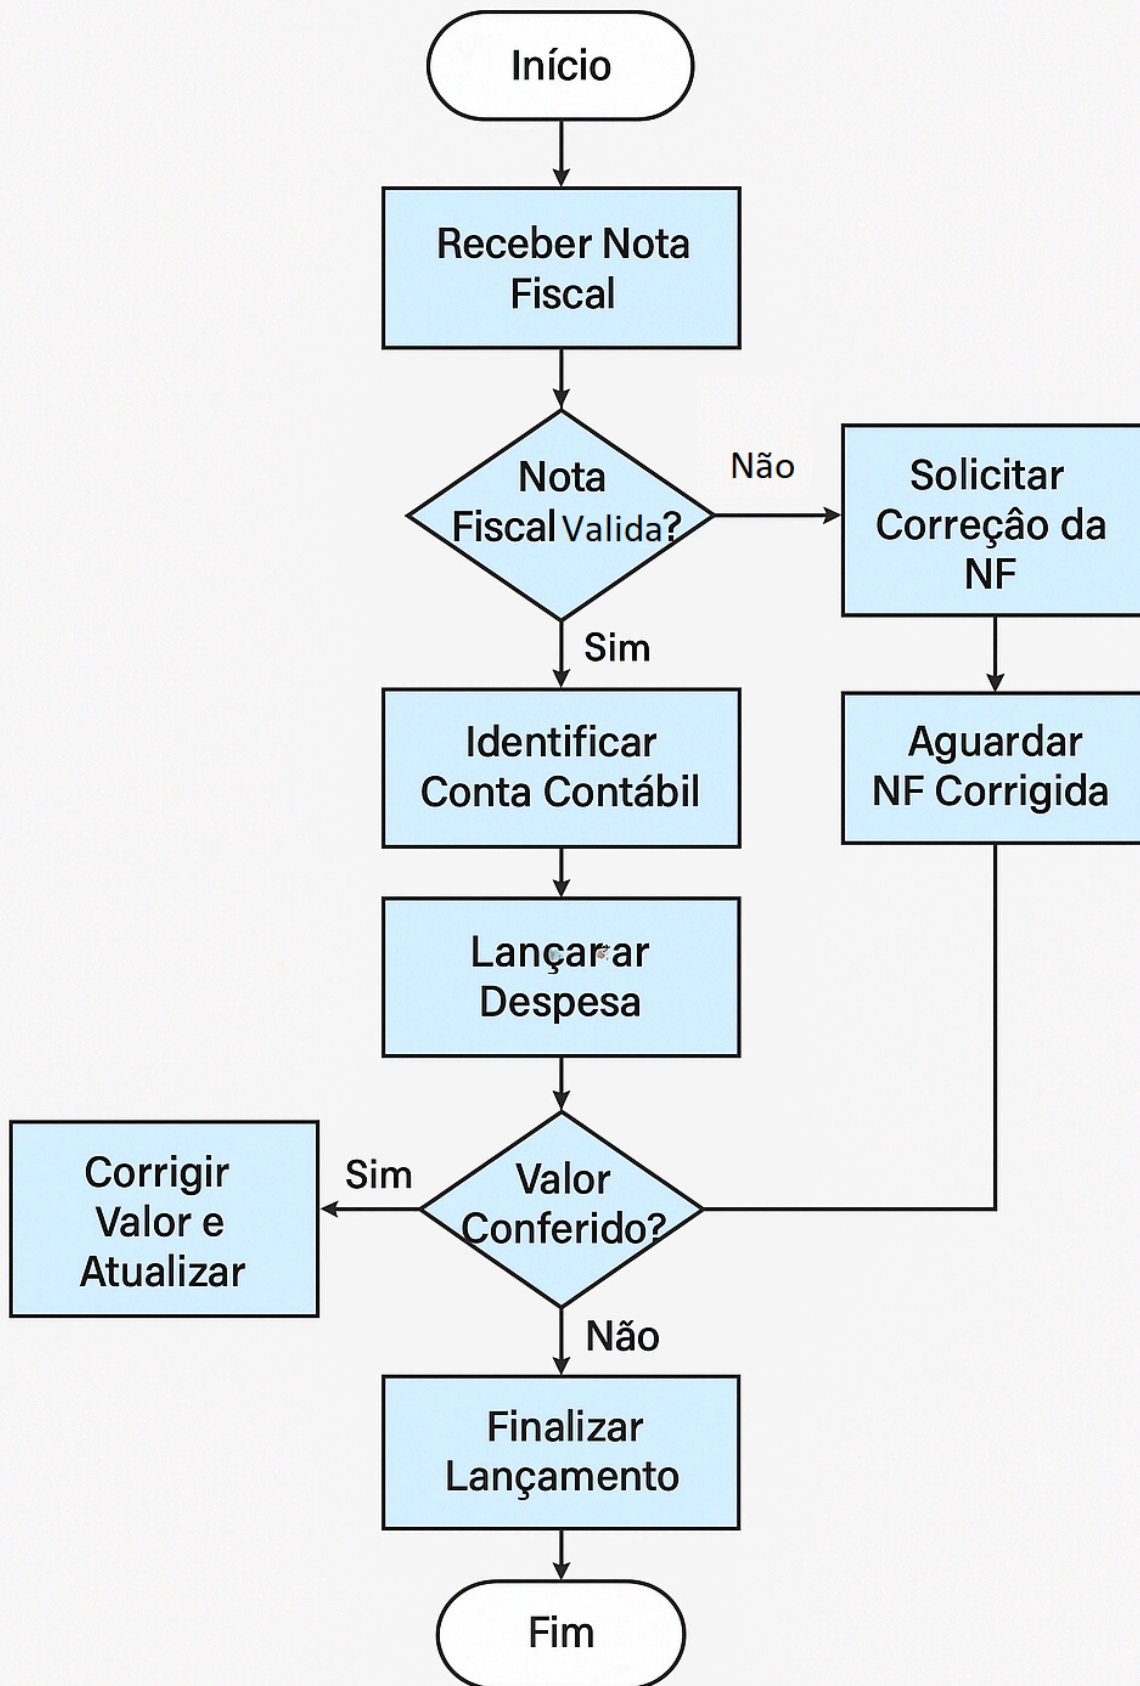 Início
Receber Nota
Fiscal
Nota
Fiscal Valida?
Não
Solicitar
Correçâo da
NF
Sim
Identificar
Conta Contábil
Aguardar
NF Corrigida
Lançarar
Despesa
Corrigir
Valor e
Atualizar
Sim
Valor
Conferido?
Não
Finalizar
Lançamento
Fim